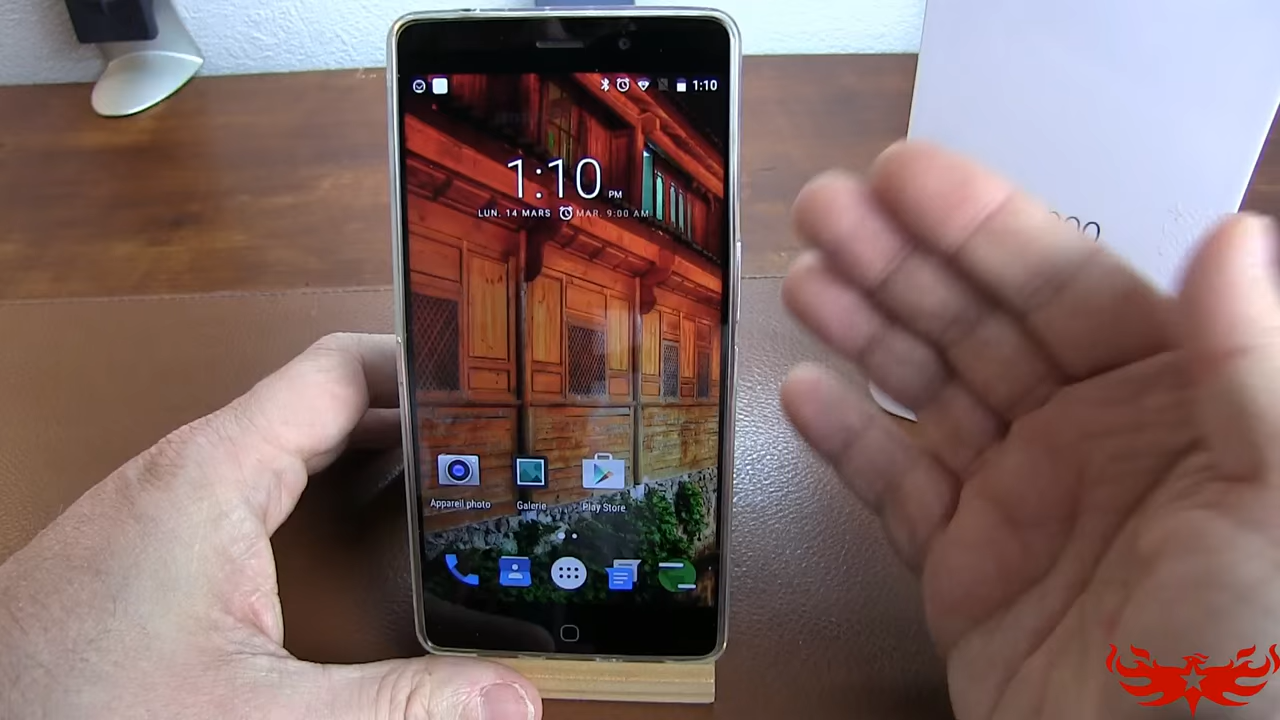 1:10
1:10 PM
LUN. 14 MARS MAR. 9:00 AM
Appareil photo
Galerie
Play Store